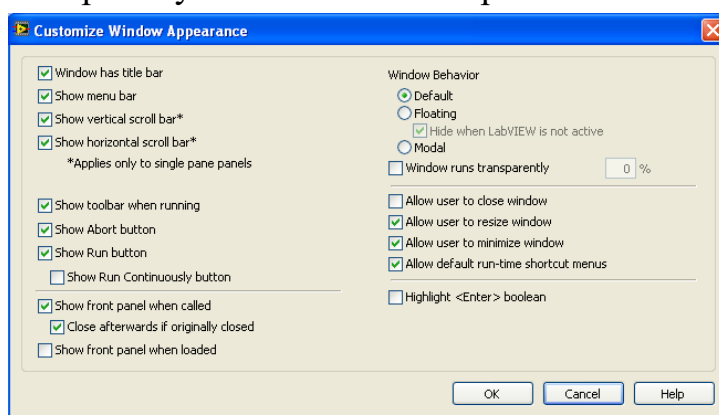 Customize Window Appearance
Window has title bar
Show menu bar
Show vertical scroll bar*
Show horizontal scroll bar*
*Applies only to single pane panels
Show toolbar when running
Show Abort button
Show Run button
Show Run Continuously button
Show front panel when called
Close afterwards if originally closed
Show front panel when loaded
Window Behavior
Default
Floating
Hide when LabVIEW is not active
Modal
Window runs transparently 0 %
Allow user to close window
Allow user to resize window
Allow user to minimize window
Allow default run-time shortcut menus
Highlight <Enter> boolean
OK Cancel Help